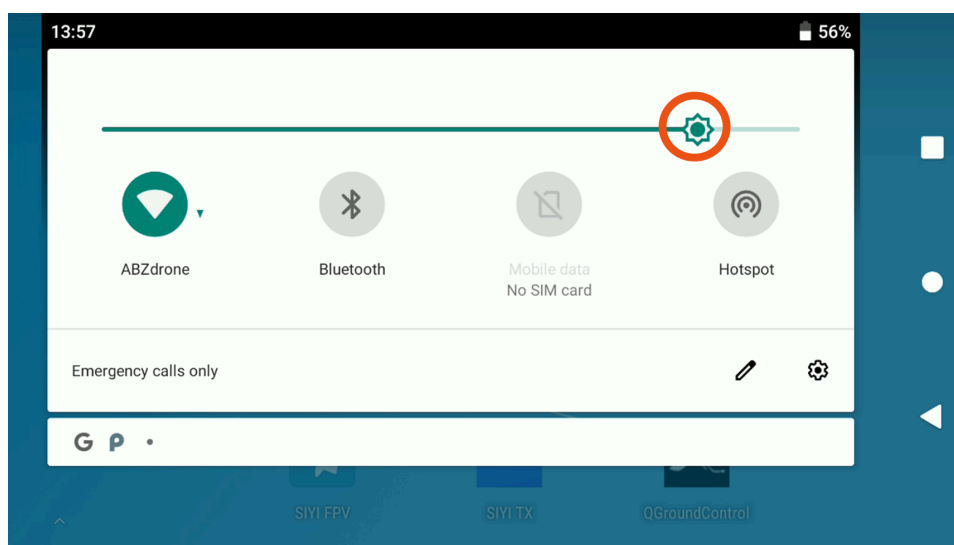 13:57 56%
ABZdrone Bluetooth Mobile data Hotspot
No SIM card
Emergency calls only
G P
SIYI FPV SIYI TX QGroundControl